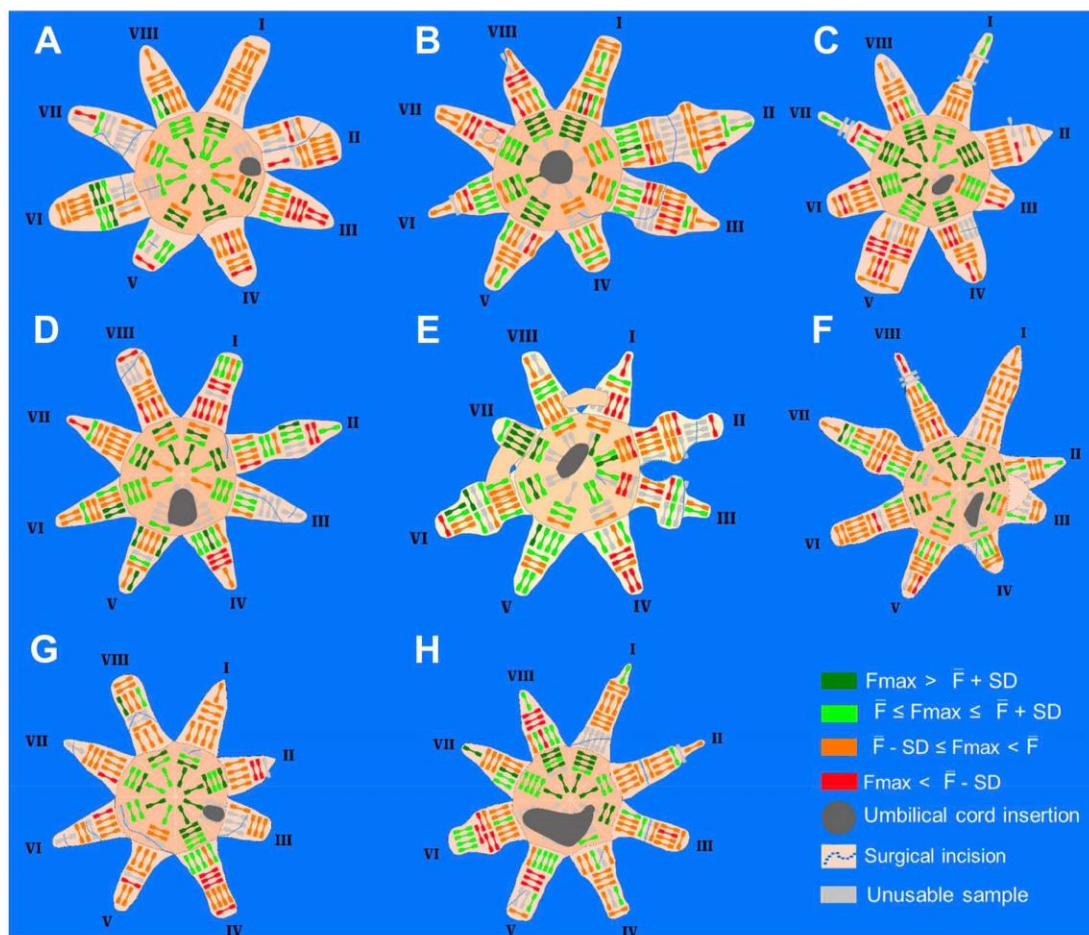 A
I
II
III
IV
V
VI
VII
VIII
B
I
II
III
IV
V
VI
VII
VIII
C
I
II
III
IV
V
VI
VII
VIII
D
I
II
III
IV
V
VI
VII
VIII
E
I
II
III
IV
V
VI
VII
VIII
F
I
II
III
IV
V
VI
VII
VIII
G
I
II
III
IV
V
VI
VII
VIII
H
I
II
III
IV
V
VI
VII
VIII
Fmax > F̅ + SD
F̅ ≤ Fmax ≤ F̅ + SD
F̅ - SD ≤ Fmax < F̅
Fmax < F̅ - SD
Umbilical cord insertion
Surgical incision
Unusable sample